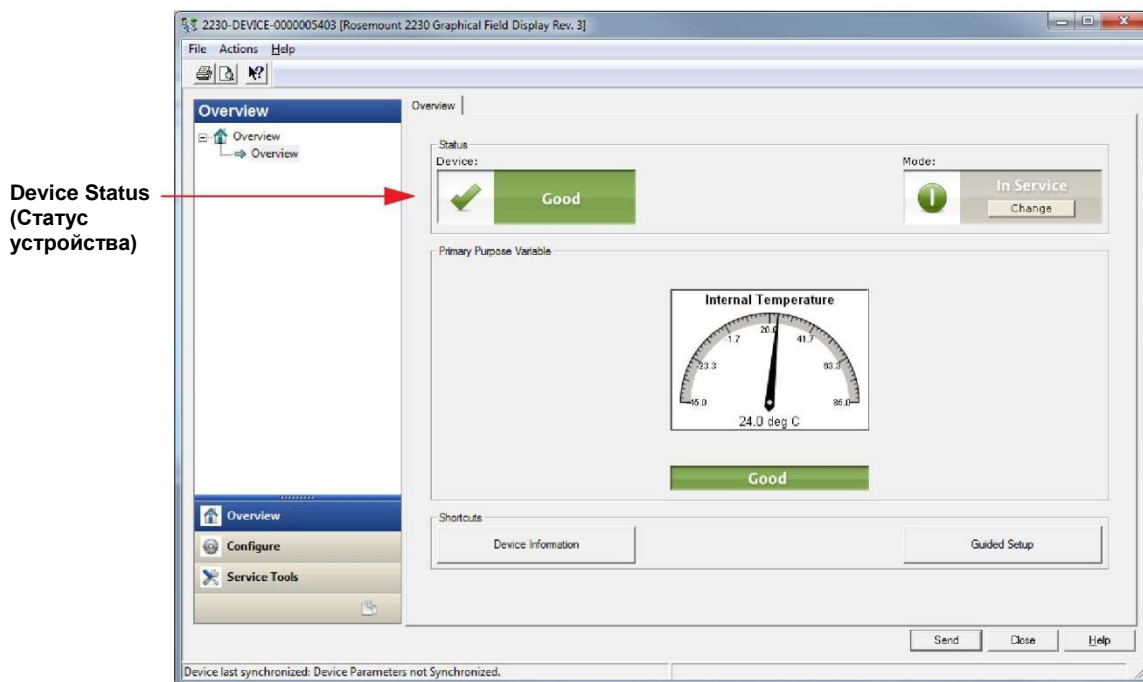 2230-DEVICE-0000005403 [Rosemount 2230 Graphical Field Display Rev. 3]
File Actions Help
Overview
Overview
Overview
Overview
Status
Device:
Good
Mode:
In Service
Change
Device Status
(Статус
устройства)
Primary Purpose Variable
Internal Temperature
-45.0
-23.3
-1.7
20.0
41.7
63.3
85.0
24.0 deg C
Good
Overview
Configure
Service Tools
Shortcuts
Device Information
Guided Setup
Send
Close
Help
Device last synchronized: Device Parameters not Synchronized.